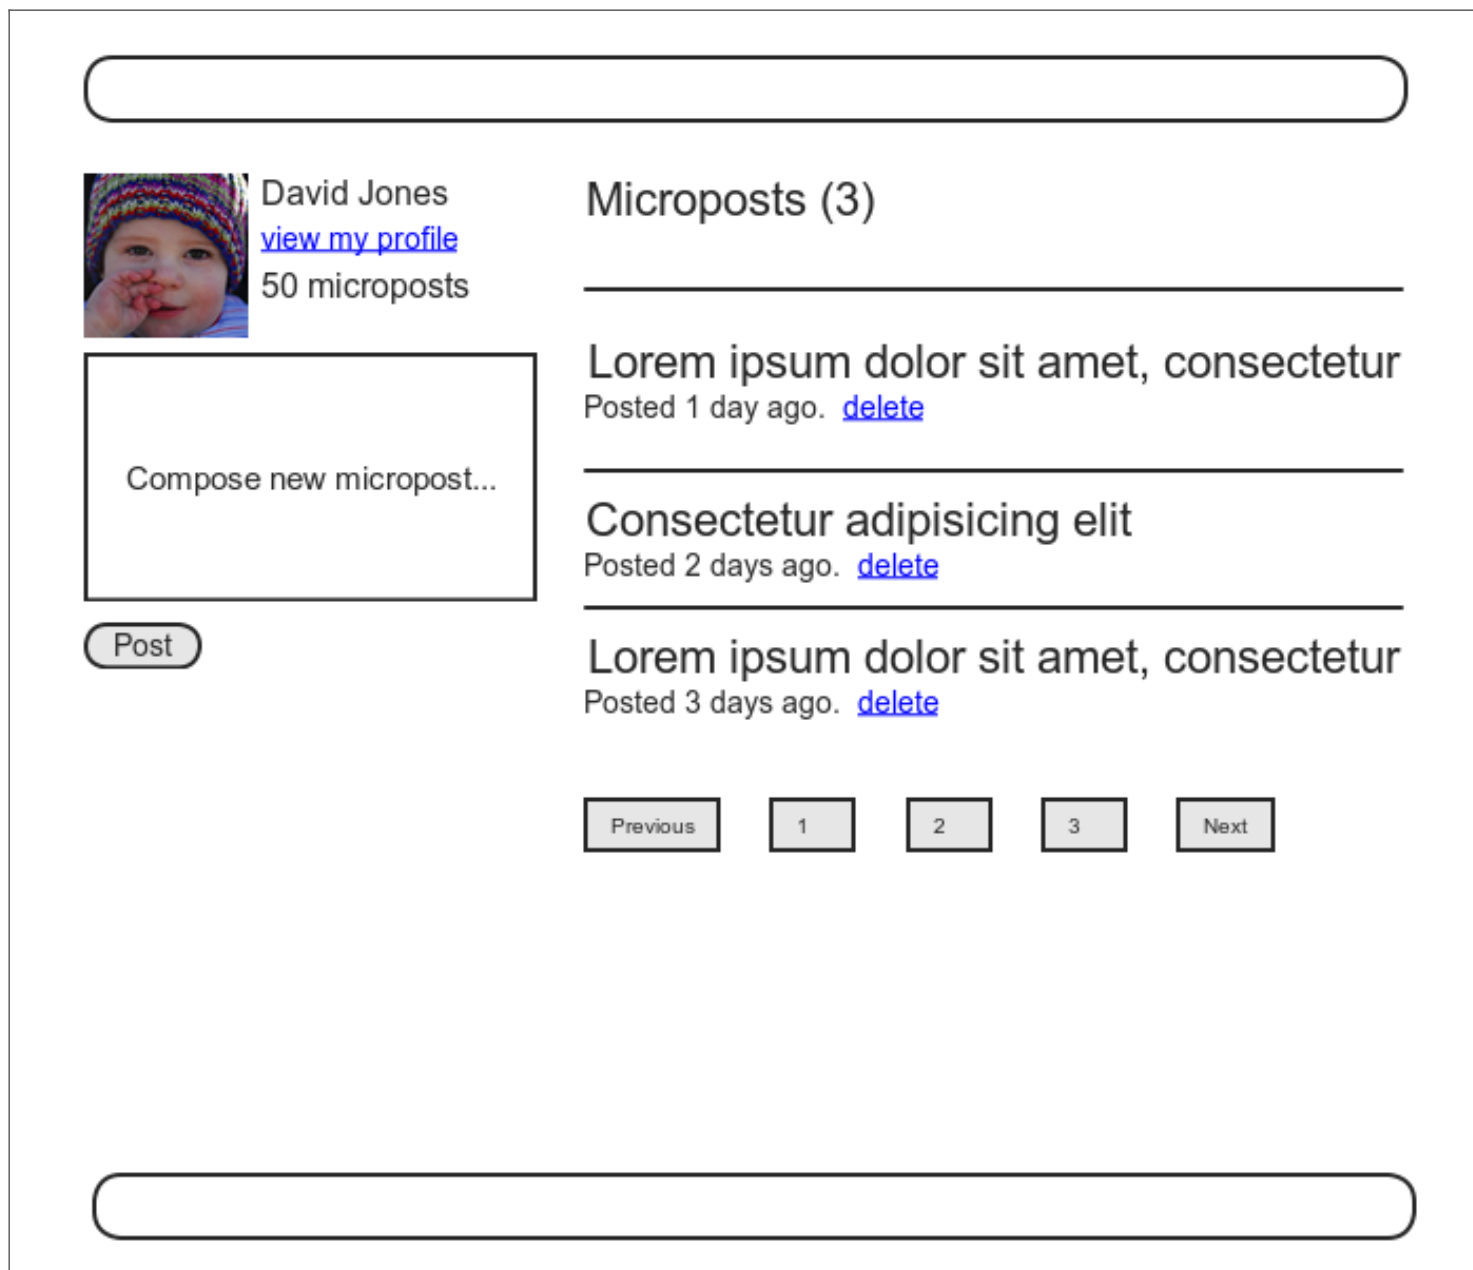 David Jones
view my profile
50 microposts
Compose new micropost...
Post
Microposts (3)
Lorem ipsum dolor sit amet, consectetur
Posted 1 day ago. delete
Consectetur adipisicing elit
Posted 2 days ago. delete
Lorem ipsum dolor sit amet, consectetur
Posted 3 days ago. delete
Previous 1 2 3 Next